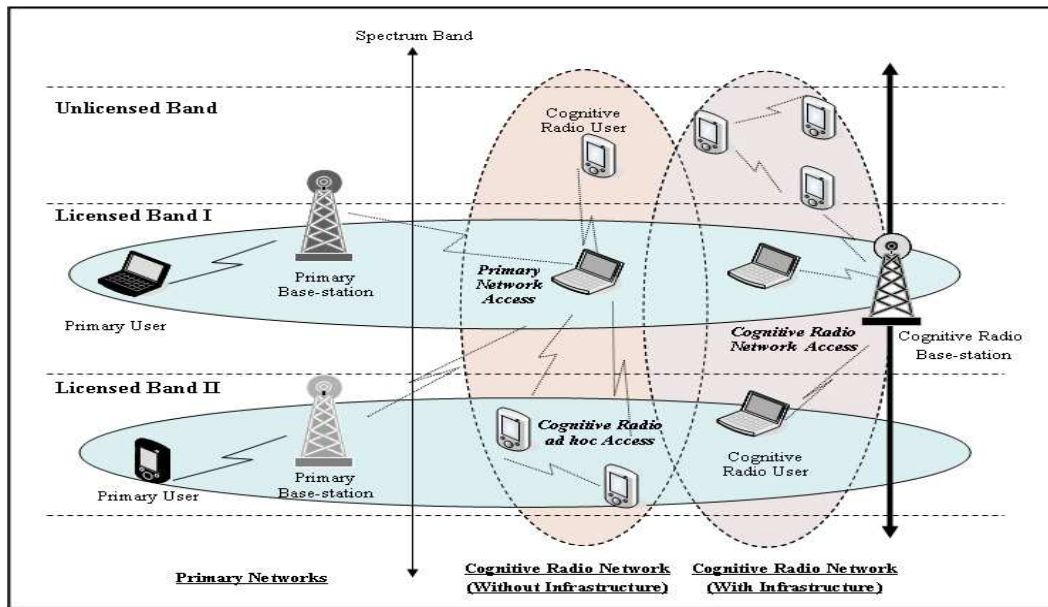 Spectrum Band
Unlicensed Band
Cognitive
Radio User
Licensed Band I
Primary
Base-station
Primary User
Primary
Network
Access
Cognitive Radio
Network Access
Cognitive Radio
Base-station
Licensed Band II
Primary
Base-station
Primary User
Cognitive Radio
ad hoc Access
Cognitive
Radio User
Primary Networks
Cognitive Radio Network
(Without Infrastructure)
Cognitive Radio Network
(With Infrastructure)